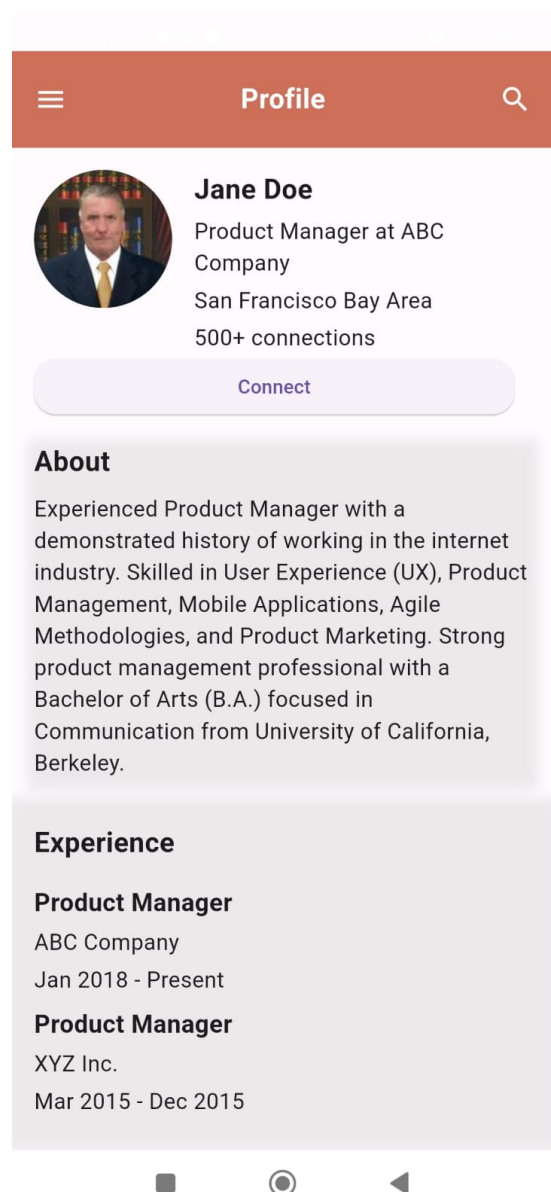 Profile
Jane Doe
Product Manager at ABC
Company
San Francisco Bay Area
500+ connections
Connect
About
Experienced Product Manager with a
demonstrated history of working in the internet
industry. Skilled in User Experience (UX), Product
Management, Mobile Applications, Agile
Methodologies, and Product Marketing. Strong
product management professional with a
Bachelor of Arts (B.A.) focused in
Communication from University of California,
Berkeley.
Experience
Product Manager
ABC Company
Jan 2018 - Present
Product Manager
XYZ Inc.
Mar 2015 - Dec 2015